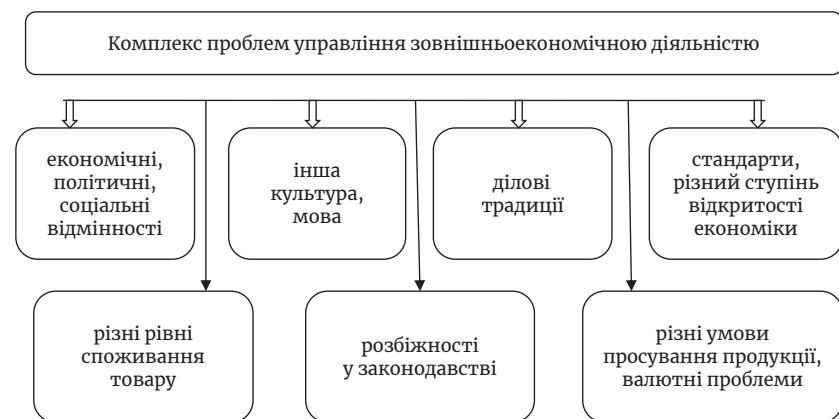 Комплекс проблем управління зовнішньоекономічною діяльністю
економічні,
політичні,
соціальні
відмінності
інша
культура,
мова
ділові
традиції
стандарти,
різний ступінь
відкритості
економіки
різні рівні
споживання
товару
розбіжності
у законодавстві
різні умови
просування продукції,
валютні проблеми